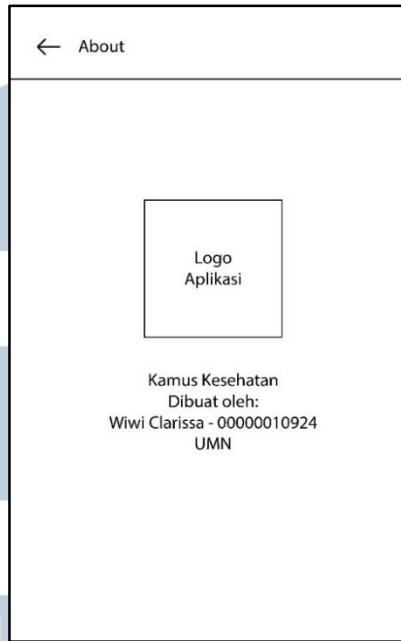 About
Logo
Aplikasi
Kamus Kesehatan
Dibuat oleh:
Wiwi Clarissa - 00000010924
UMN